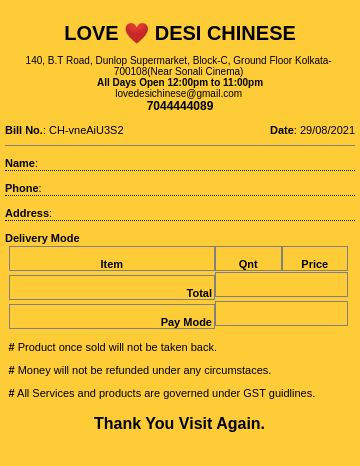 LOVE ❤️ DESI CHINESE
140, B.T Road, Dunlop Supermarket, Block-C, Ground Floor Kolkata-
700108(Near Sonali Cinema)
All Days Open 12:00pm to 11:00pm
lovedesichinese@gmail.com
7044444089
Bill No.: CH-vneAiU3S2 Date: 29/08/2021
Name:
Phone:
Address:
Delivery Mode
Item Qnt Price
Total
Pay Mode
# Product once sold will not be taken back.
# Money will not be refunded under any circumstaces.
# All Services and products are governed under GST guidlines.
Thank You Visit Again.